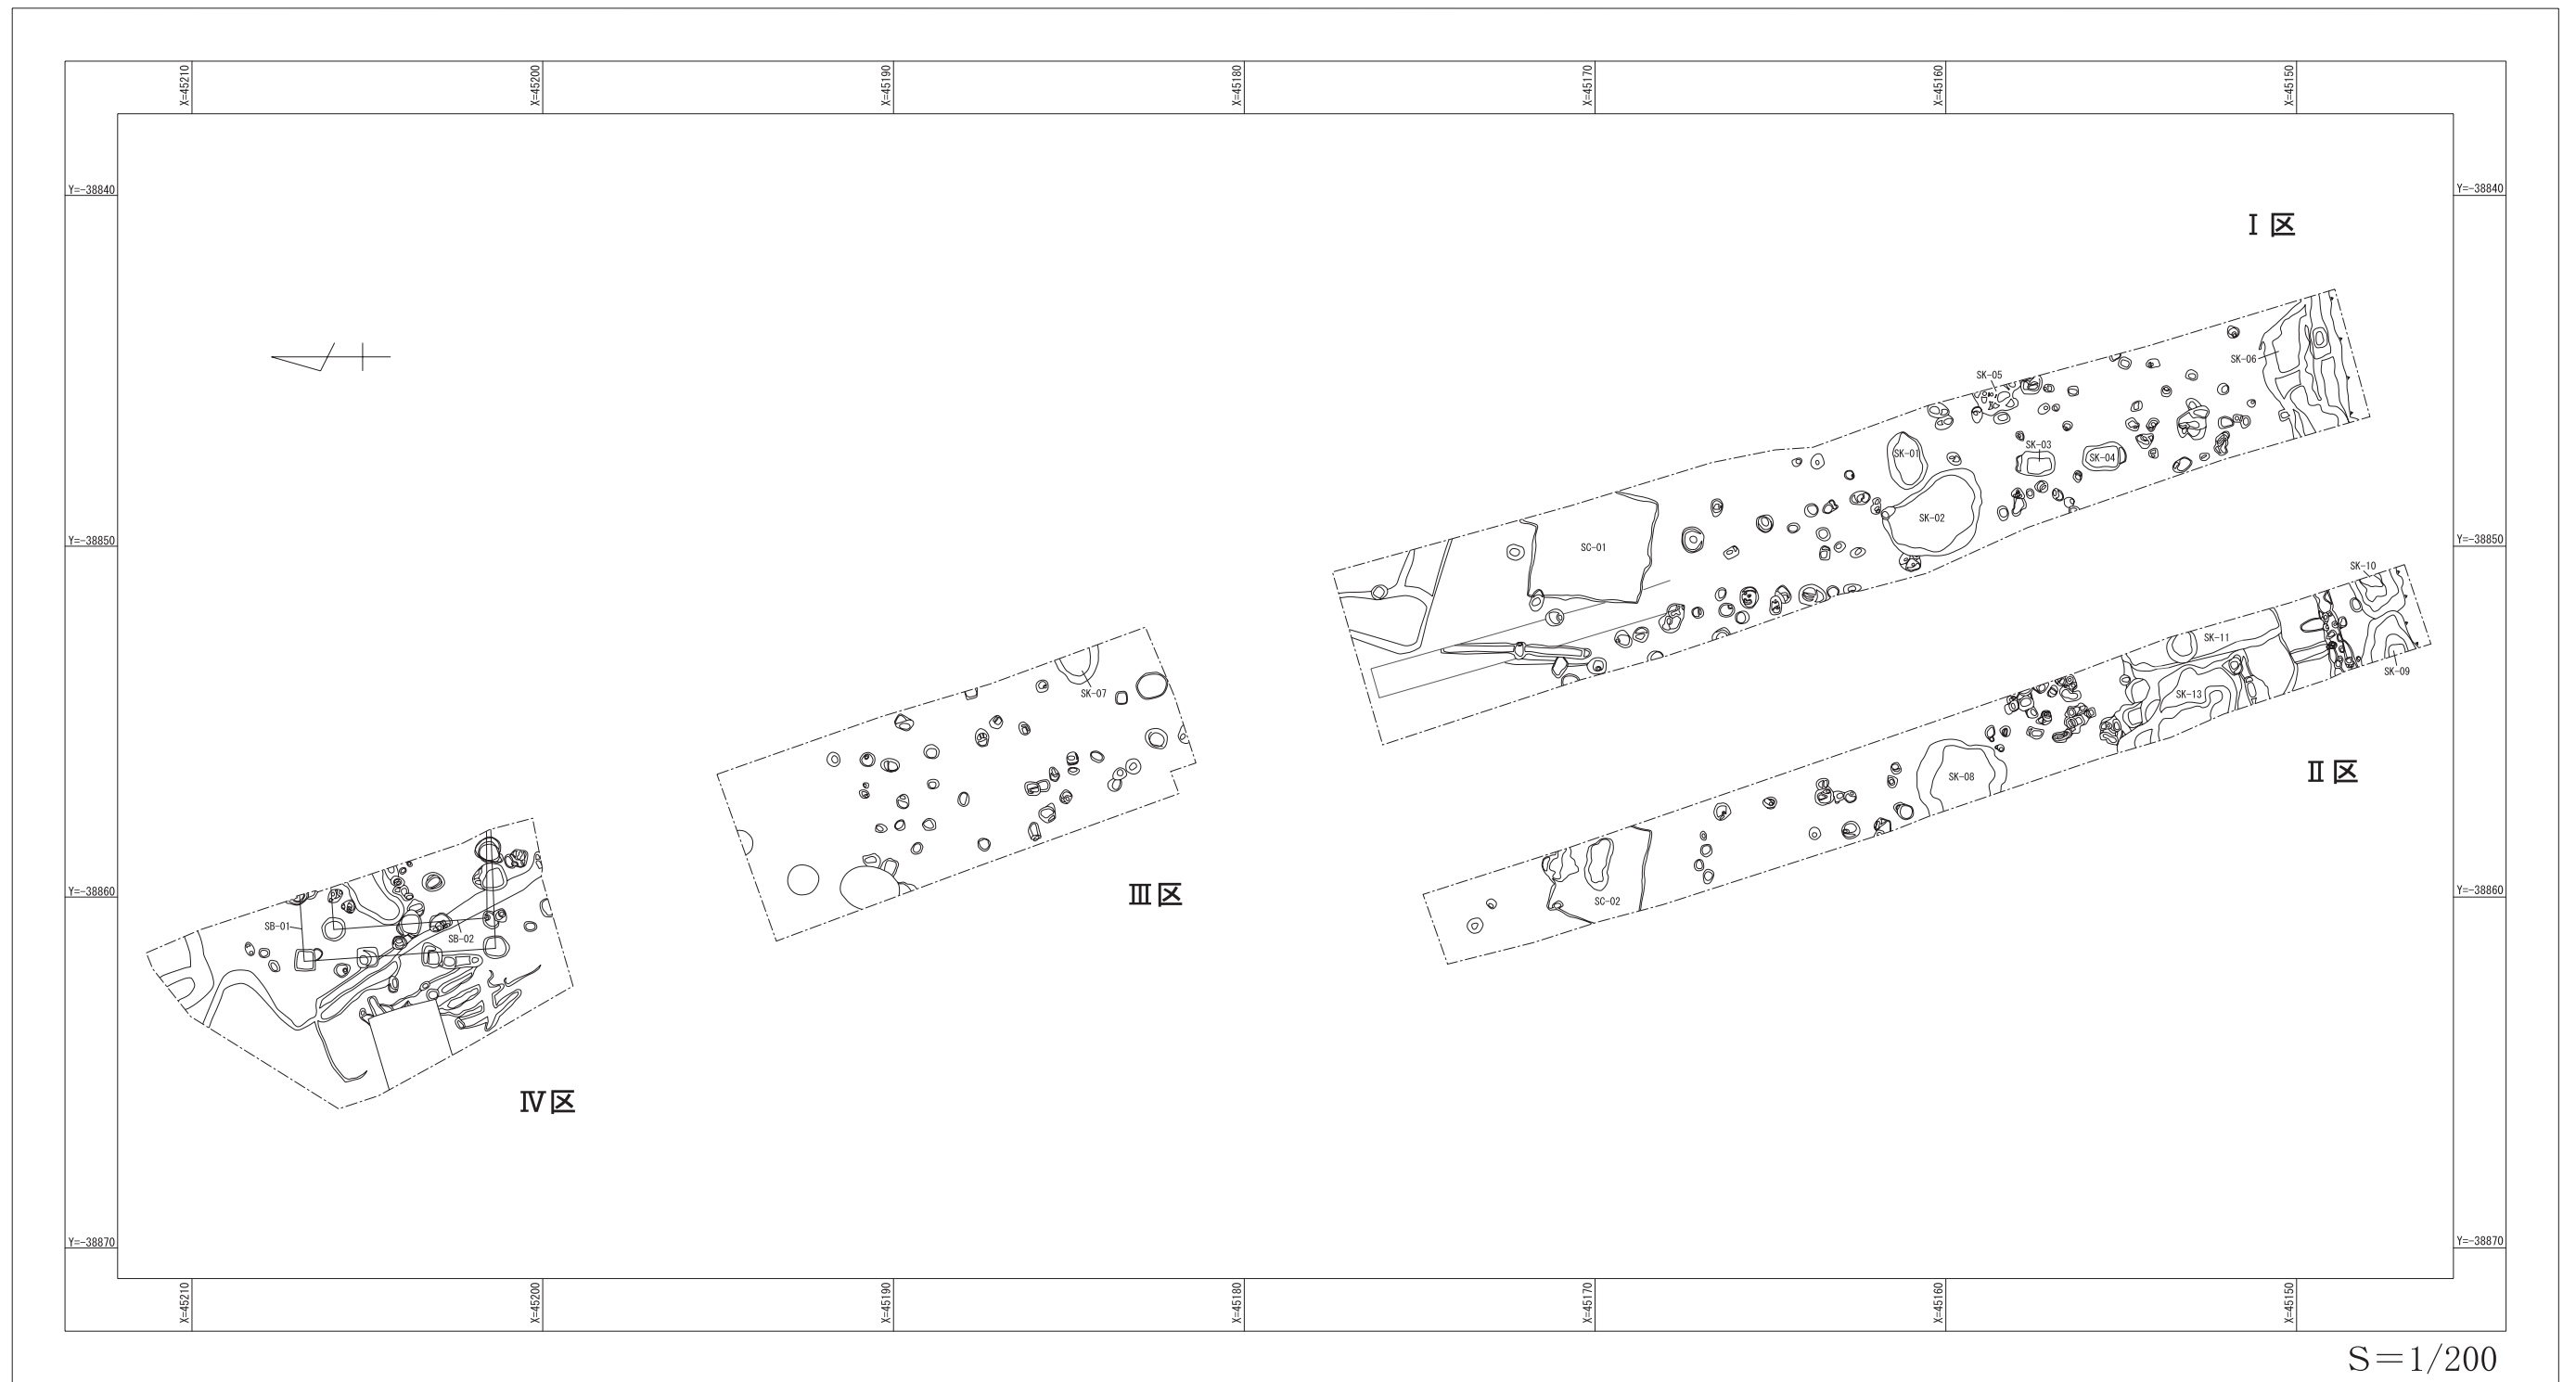 X=45210
X=45200
X=45190
X=45180
X=45170
X=45160
X=45150
Y=-38840
Y=-38840
Ⅰ 区
SK-06
SK-05
SK-03
SK-01
SK-04
SK-02
Y=-38850
SC-01
Y=-38850
SK-10
SK-11
SK-09
SK-07
SK-13
Ⅱ区
SK-08
Y=-38860
Ⅲ区
SC-02
Y=-38860
SB-01
SB-02
Ⅳ区
Y=-38870
Y=-38870
X=45210
X=45200
X=45190
X=45180
X=45170
X=45160
X=45150
S=1/200